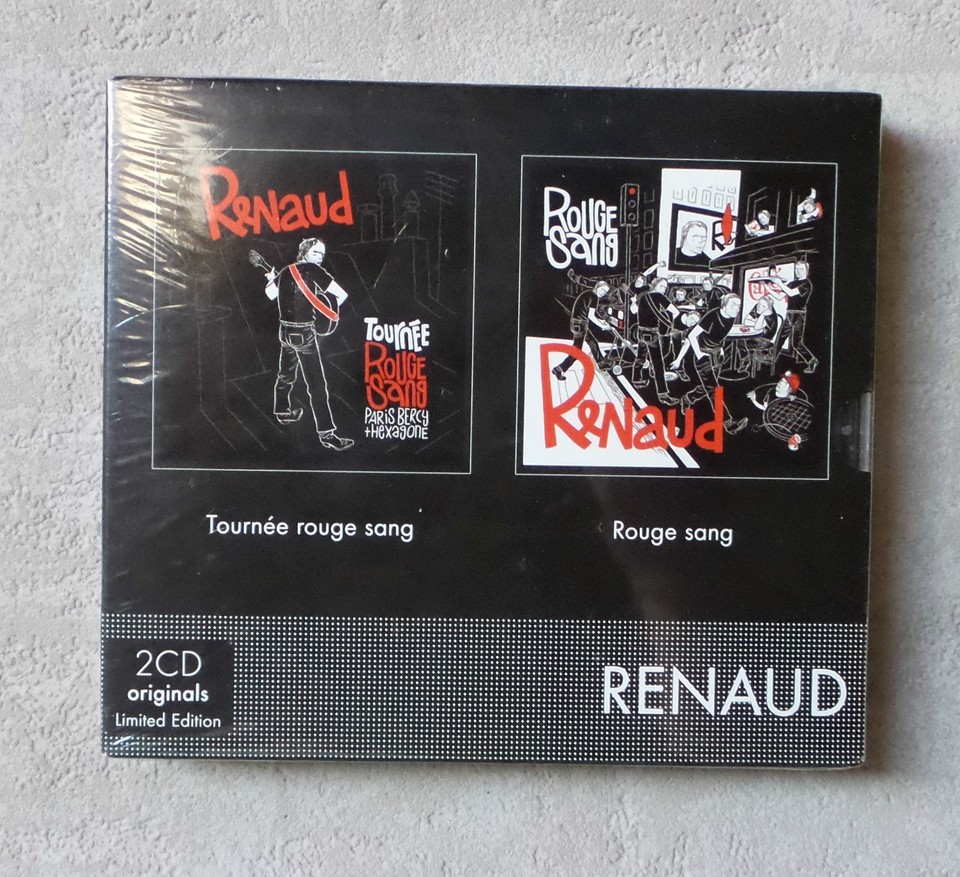 Renaud
Tournée
Rouge
Sang
Paris Bercy
+Hexagone
Rouge
Sang
Renaud
Tournée rouge sang
Rouge sang
2CD
originals
Limited Edition
RENAUD